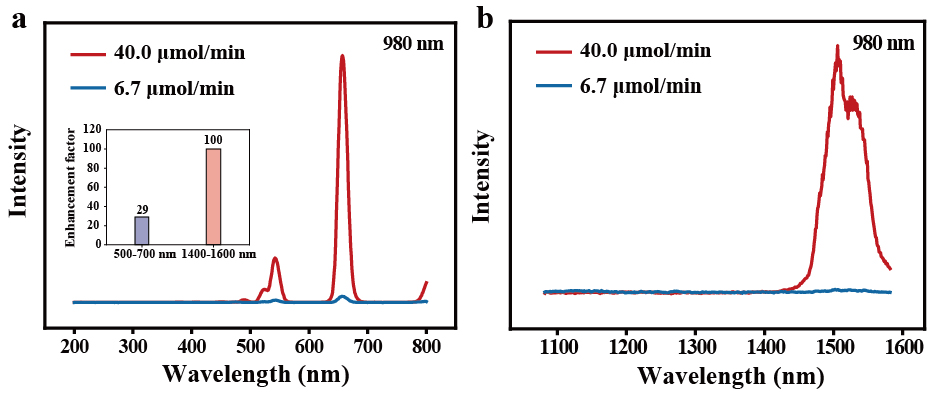 a
980 nm
40.0 μmol/min
6.7 μmol/min
Intensity
Enhancement factor
120
100
80
60
40
20
0
29
100
500-700 nm
1400-1600 nm
200
300
400
500
600
700
800
Wavelength (nm)
b
980 nm
40.0 μmol/min
6.7 μmol/min
Intensity
1100
1200
1300
1400
1500
1600
Wavelength (nm)